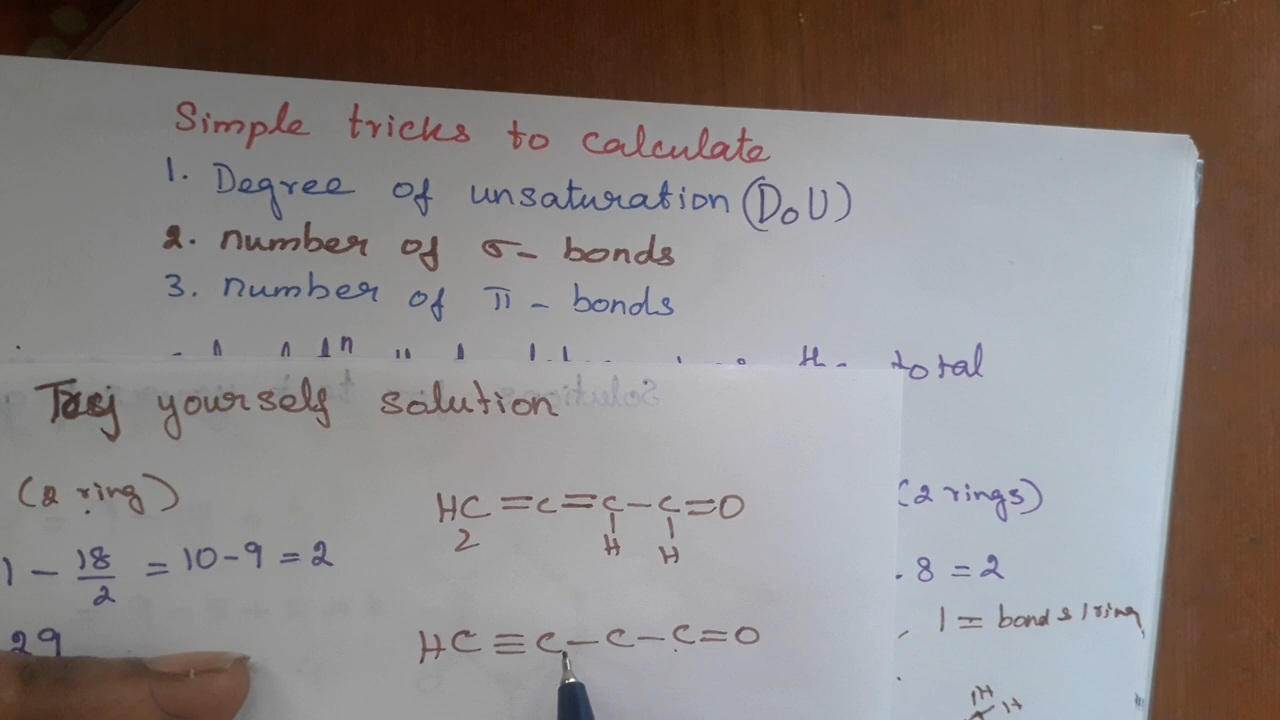 Simple tricks to calculate
1. Degree of unsaturation (DoU)
2. number of σ- bonds
3. number of π - bonds
the total
Try yourself solution
(2 ring)
H₂C=C=C-C=O
H H
(2 rings)
1 - 18/2 = 10-9 = 2
. 8 = 2
1 = bonds / ring
29
HC≡C-C-C=O
H H